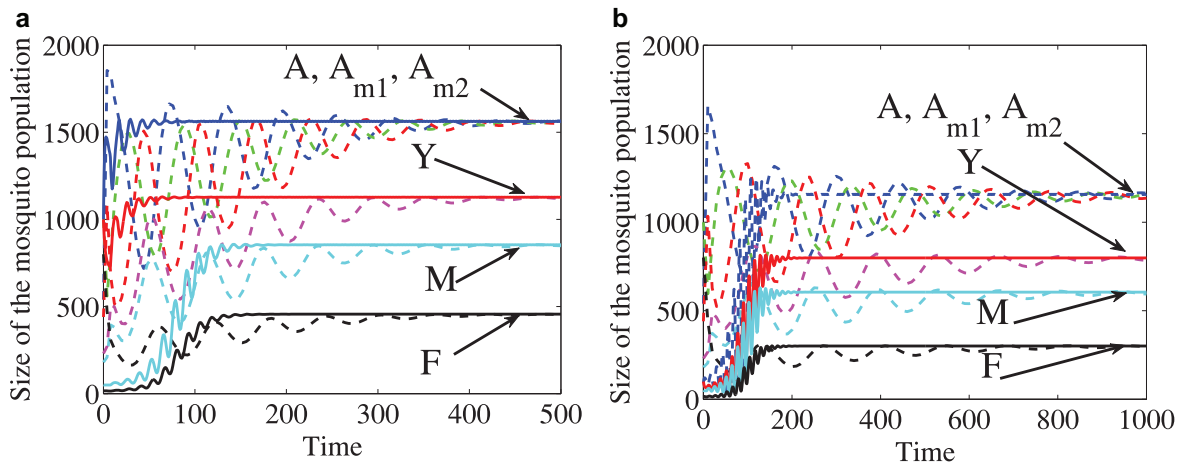 a
Size of the mosquito population
2000
1500
1000
500
0
A, A_m1, A_m2
Y
M
F
0 100 200 300 400 500
Time
b
Size of the mosquito population
2000
1500
1000
500
0
A, A_m1, A_m2
Y
M
F
0 200 400 600 800 1000
Time